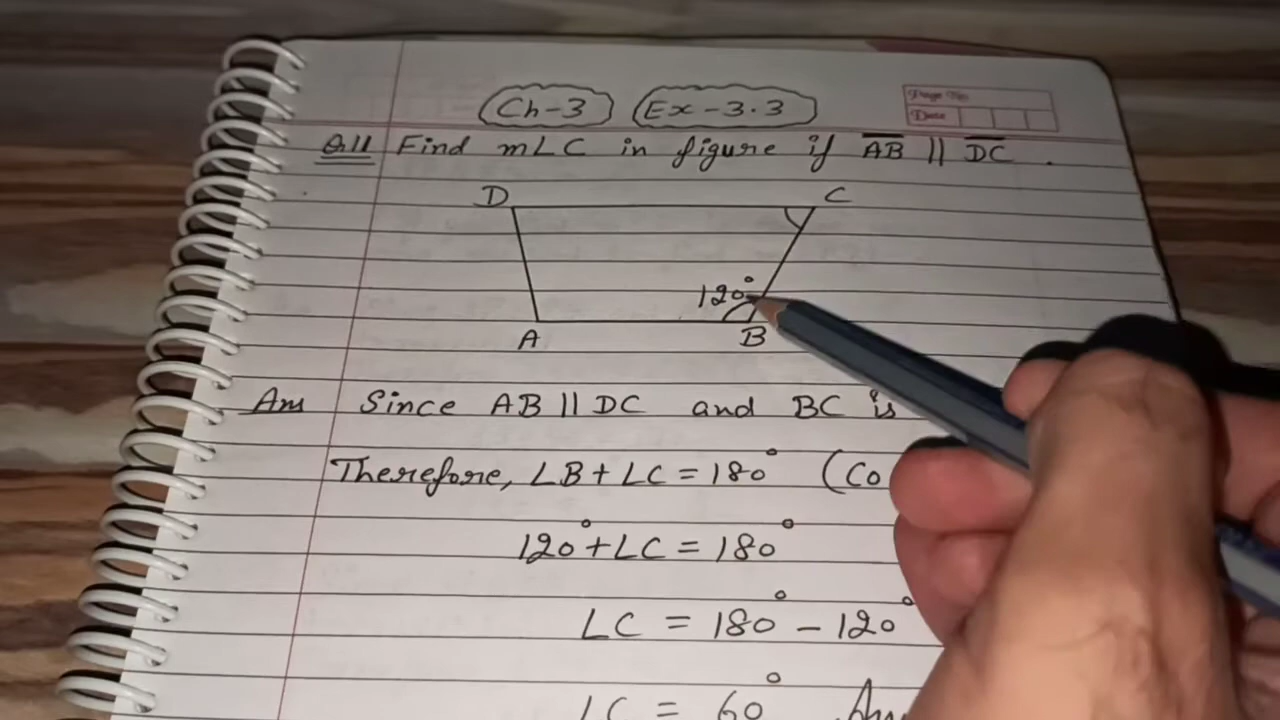 Ch-3 Ex-3.3
Page No.
Date
Q11 Find m∠C in figure if AB || DC .
D C
120°
A B
Ans Since AB || DC and BC is
Therefore, ∠B + ∠C = 180° (Co
120° + ∠C = 180°
∠C = 180° - 120°
∠C = 60° Ans